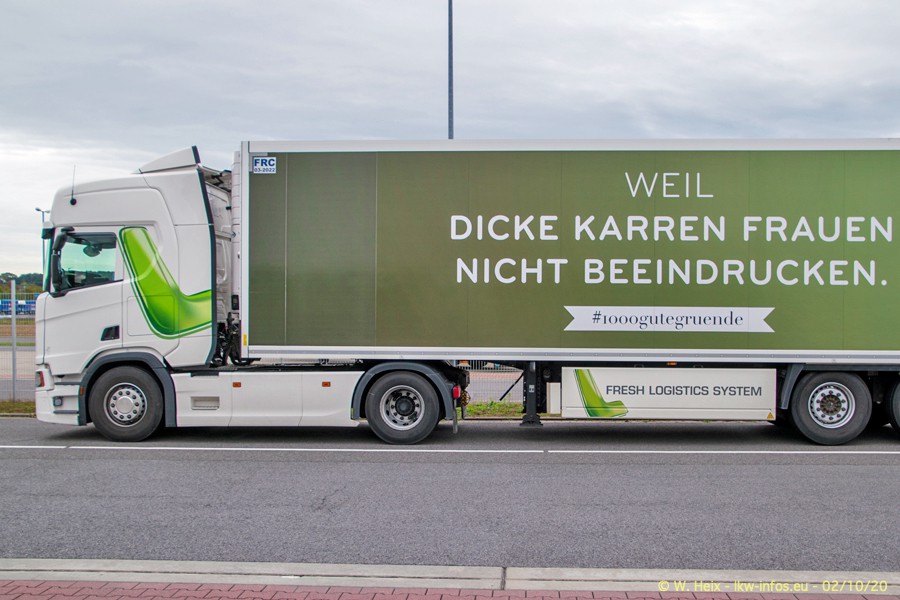 FRC
03-2022
WEIL
DICKE KARREN FRAUEN
NICHT BEEINDRUCKEN.
#1000gutegruende
FRESH LOGISTICS SYSTEM
© W. Heix - lkw-infos.eu - 02/10/20